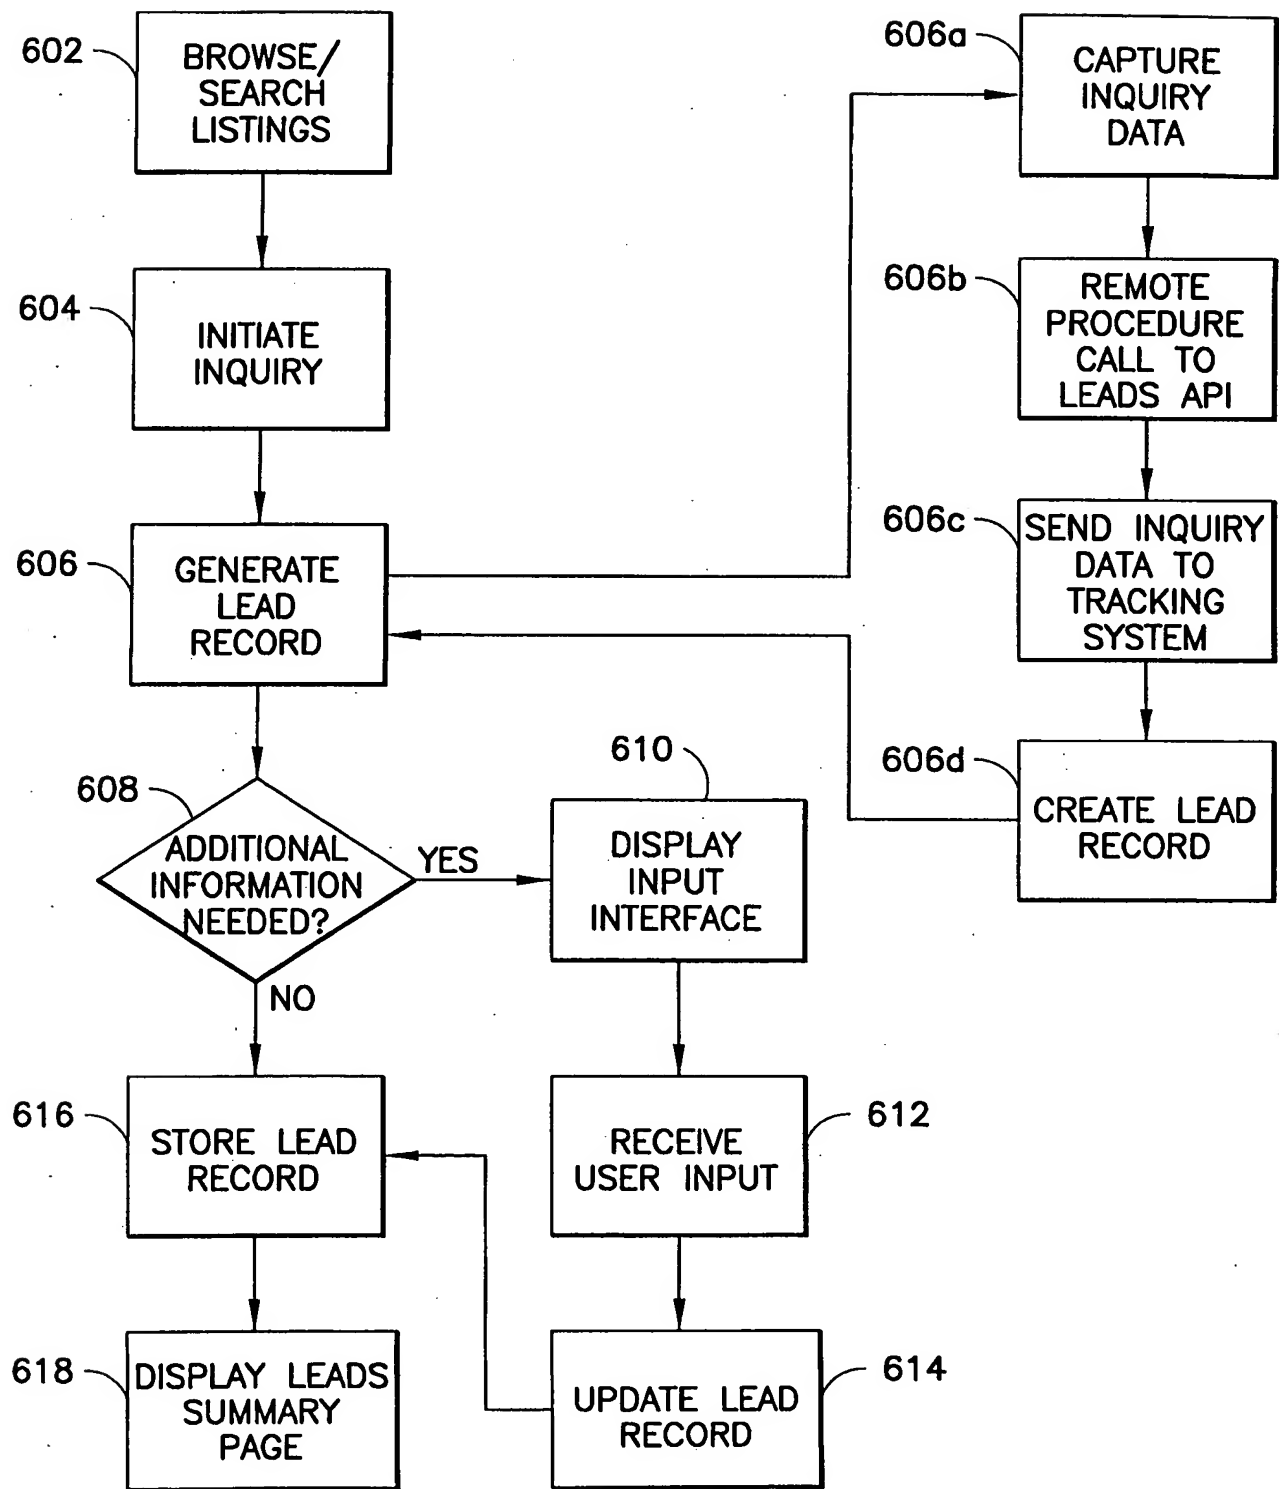 602
BROWSE/
SEARCH
LISTINGS
604
INITIATE
INQUIRY
606
GENERATE
LEAD
RECORD
606a
CAPTURE
INQUIRY
DATA
606b
REMOTE
PROCEDURE
CALL TO
LEADS API
606c
SEND INQUIRY
DATA TO
TRACKING
SYSTEM
606d
CREATE LEAD
RECORD
608
ADDITIONAL
INFORMATION
NEEDED?
YES
NO
610
DISPLAY
INPUT
INTERFACE
612
RECEIVE
USER INPUT
614
UPDATE LEAD
RECORD
616
STORE LEAD
RECORD
618
DISPLAY LEADS
SUMMARY
PAGE